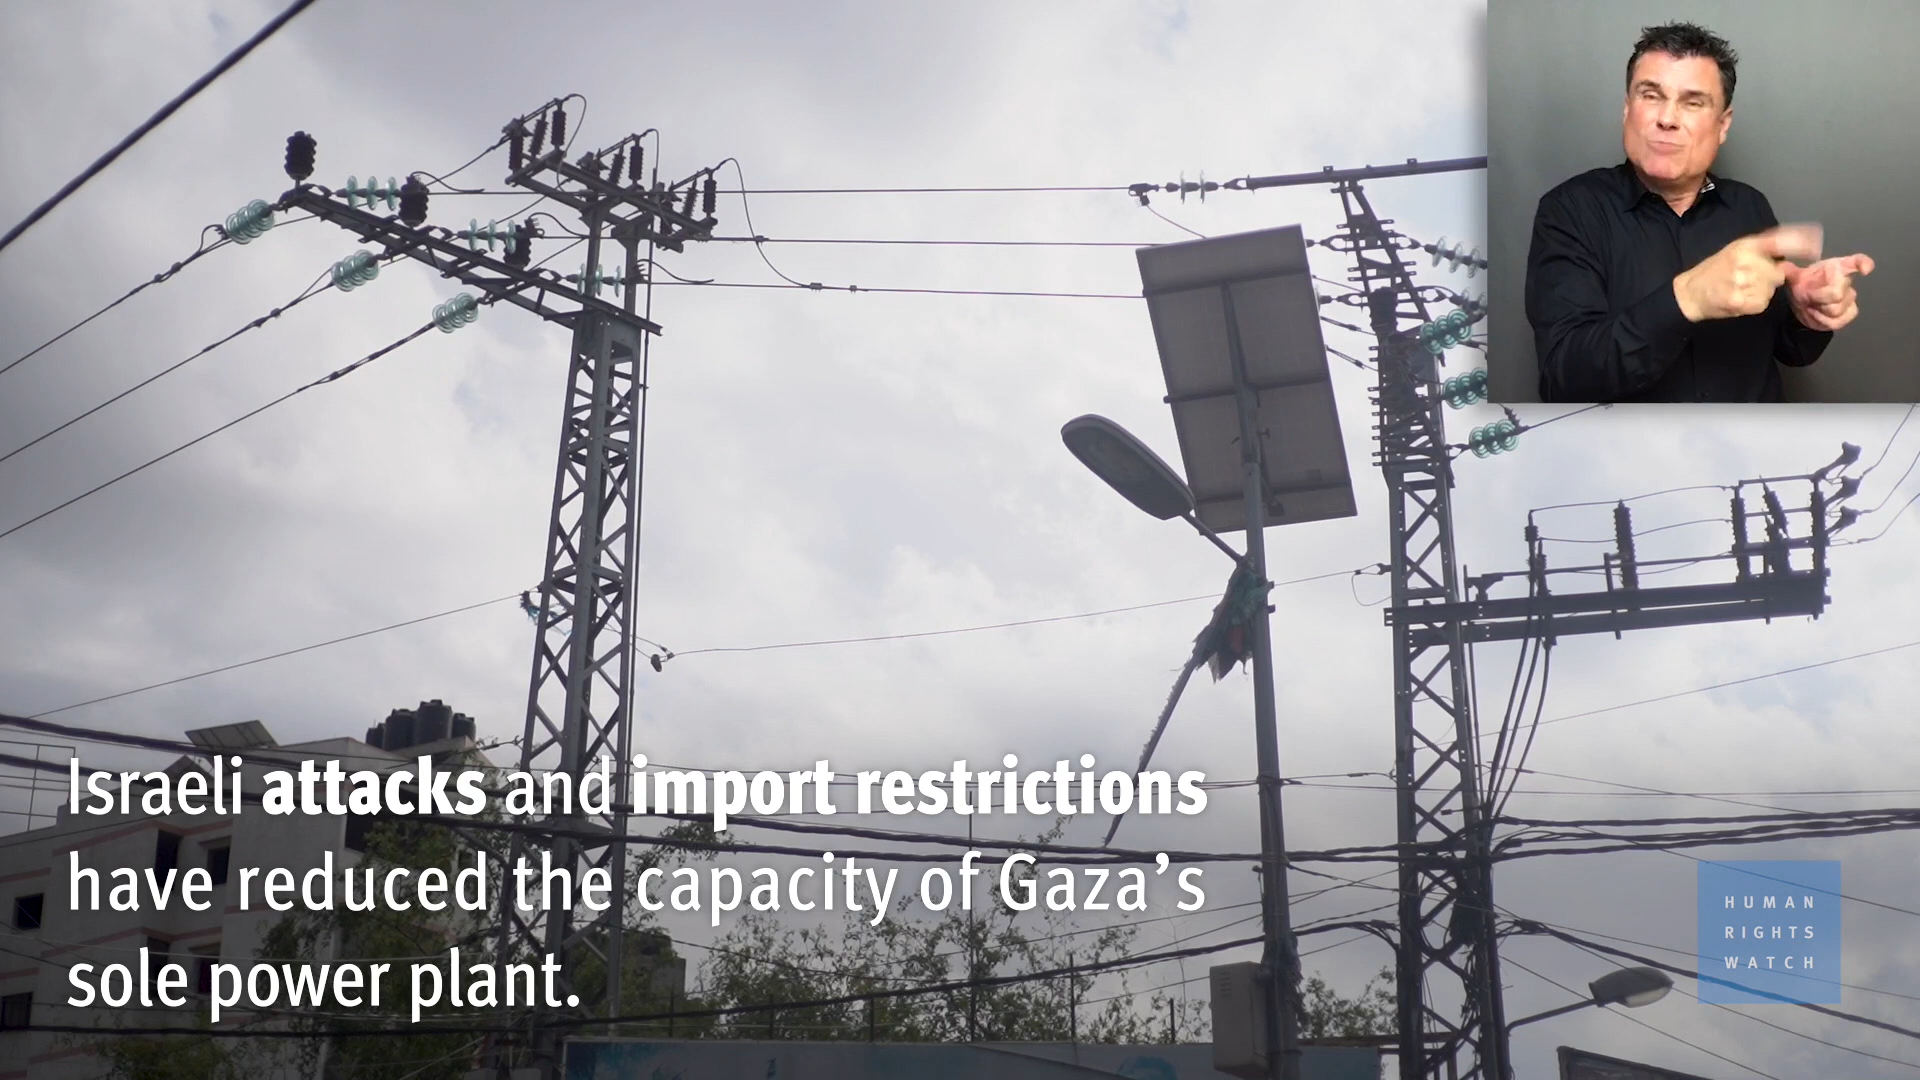 Israeli attacks and import restrictions
have reduced the capacity of Gaza’s
sole power plant.
HUMAN
RIGHTS
WATCH